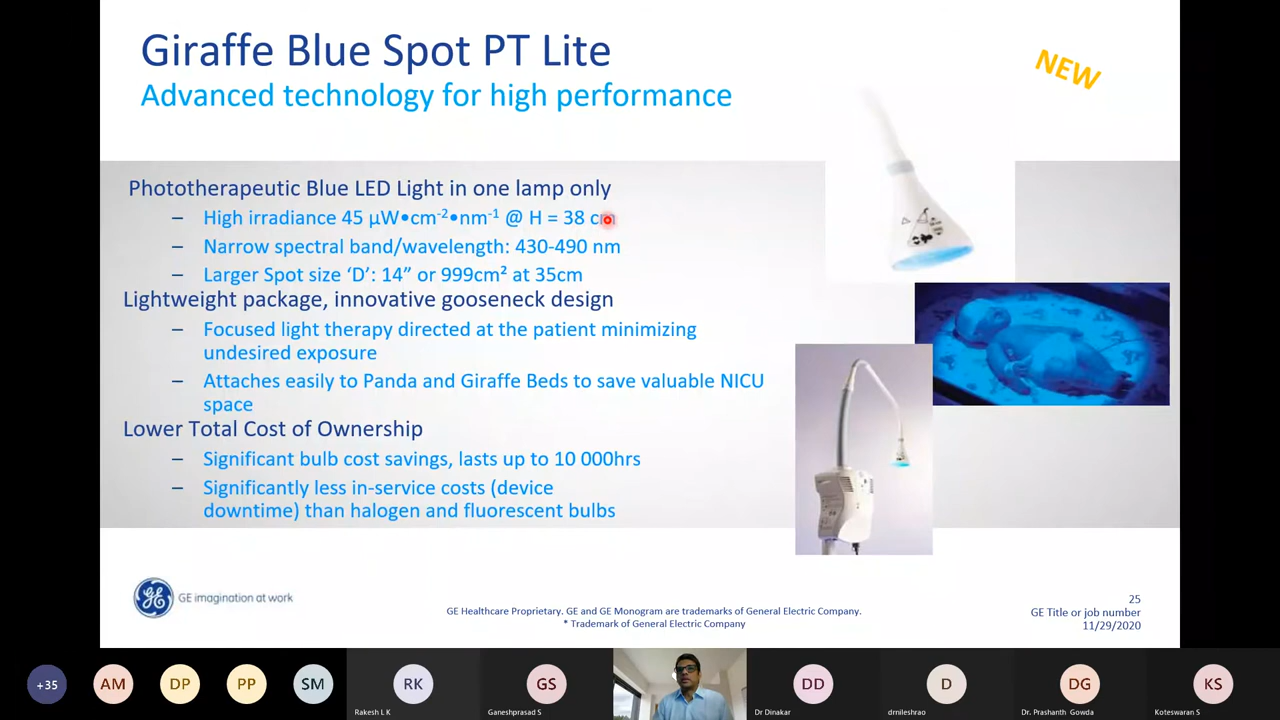 Giraffe Blue Spot PT Lite
Advanced technology for high performance
NEW
Phototherapeutic Blue LED Light in one lamp only
– High irradiance 45 µW•cm⁻²•nm⁻¹ @ H = 38 cm
– Narrow spectral band/wavelength: 430-490 nm
– Larger Spot size ‘D’: 14” or 999cm² at 35cm
Lightweight package, innovative gooseneck design
– Focused light therapy directed at the patient minimizing
undesired exposure
– Attaches easily to Panda and Giraffe Beds to save valuable NICU
space
Lower Total Cost of Ownership
– Significant bulb cost savings, lasts up to 10 000hrs
– Significantly less in-service costs (device
downtime) than halogen and fluorescent bulbs
GE imagination at work
GE Healthcare Proprietary. GE and GE Monogram are trademarks of General Electric Company.
* Trademark of General Electric Company
25
GE Title or job number
11/29/2020
+35
AM
DP
PP
SM
RK
GS
DD
D
DG
KS
Rakesh L K
Ganeshprasad S
Dr Dinakar
drnileshrao
Dr. Prashanth Gowda
Koteswaran S